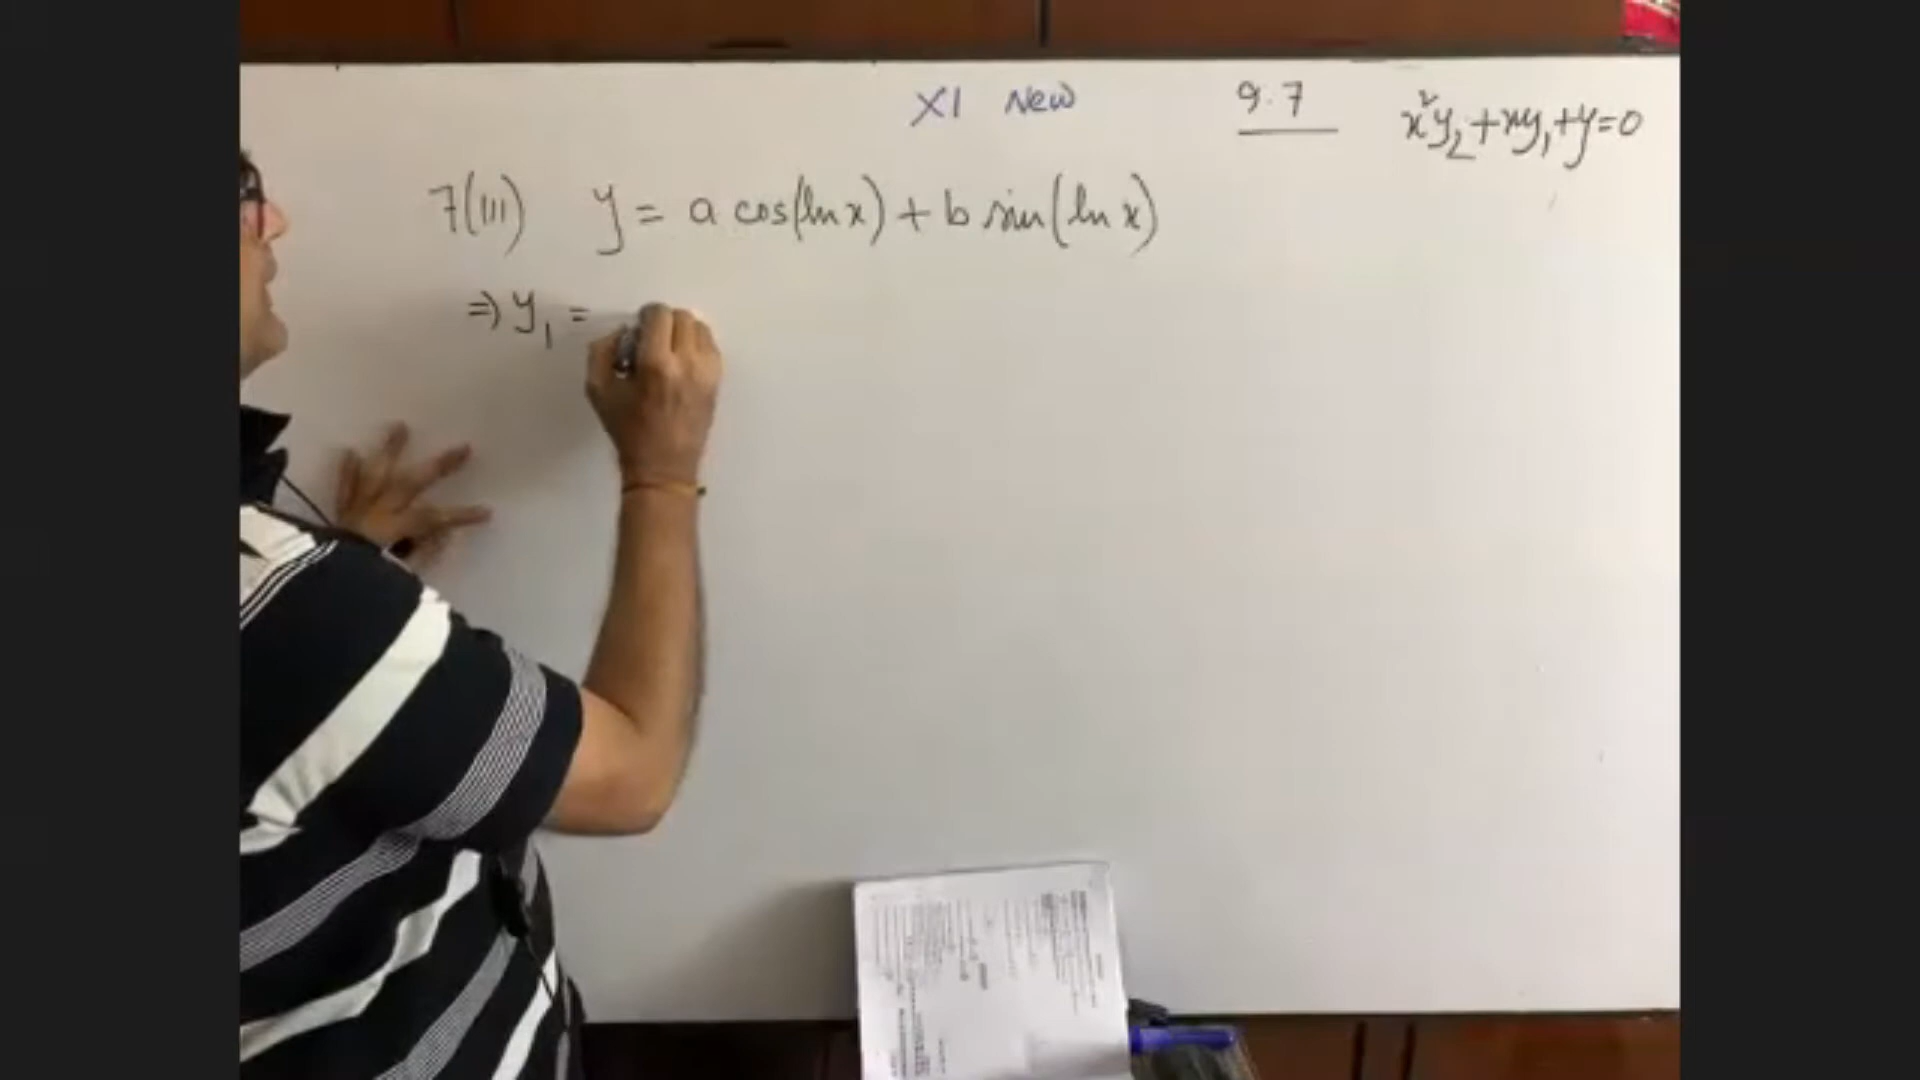 XI New 9.7 x²y₂+xy₁+y=0
7(III) y = a cos(ln x) + b sin(ln x)
⇒ y₁ =